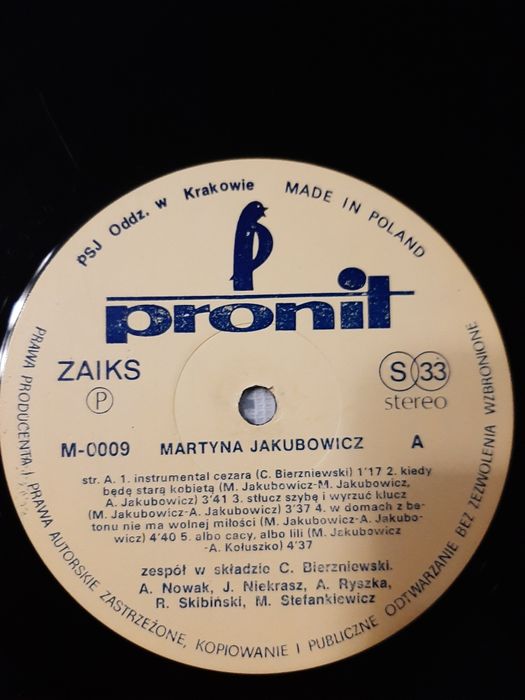 PSJ Oddz. w Krakowie MADE IN POLAND
pronit
ZAIKS
P
S 33
stereo
M-0009 MARTYNA JAKUBOWICZ A
str. A. 1. instrumental cezara (C. Bierzniewski) 1'17 2. kiedy
będę starą kobietą (M. Jakubowicz-M. Jakubowicz,
A. Jakubowicz) 3'41 3. stłucz szybę i wyrzuć klucz
(M. Jakubowicz-A. Jakubowicz) 3'37 4. w domach z be-
tonu nie ma wolnej miłości (M. Jakubowicz-A. Jakubo-
wicz) 4'40 5. albo cacy, albo lili (M. Jakubowicz
-A. Kołuszko) 4'37
zespół w składzie C. Bierzniewski.
A. Nowak, J. Niekrasz, A. Ryszka,
R. Skibiński, M. Stefankiewicz
PRAWA PRODUCENTA I PRAWA AUTORSKIE ZASTRZEŻONE, KOPIOWANIE I PUBLICZNE ODTWARZANIE BEZ ZEZWOLENIA WZBRONIONE